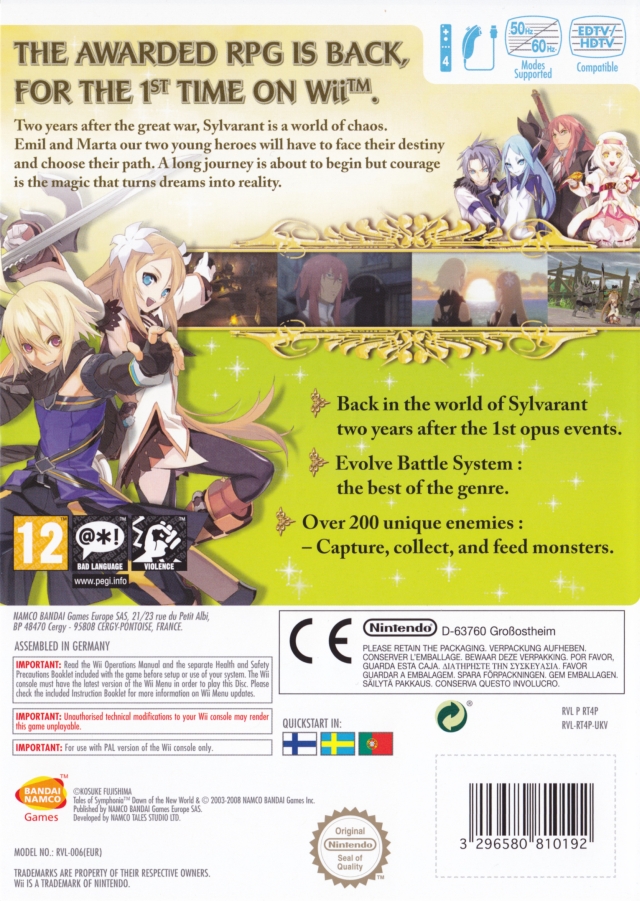 THE AWARDED RPG IS BACK,
FOR THE 1ST TIME ON Wii™.
4
50Hz
60Hz
Modes
Supported
EDTV/
HDTV
Compatible
Two years after the great war, Sylvarant is a world of chaos.
Emil and Marta our two young heroes will have to face their destiny
and choose their path. A long journey is about to begin but courage
is the magic that turns dreams into reality.
Back in the world of Sylvarant
two years after the 1st opus events.
Evolve Battle System :
the best of the genre.
Over 200 unique enemies :
– Capture, collect, and feed monsters.
12
@*!
BAD LANGUAGE
VIOLENCE
www.pegi.info
NAMCO BANDAI Games Europe SAS, 21/23 rue du Petit Albi,
BP 48470 Cergy - 95808 CERGY-PONTOISE, FRANCE.
ASSEMBLED IN GERMANY
IMPORTANT: Read the Wii Operations Manual and the separate Health and Safety
Precautions Booklet included with the game before setup or use of your system. The Wii
console must have the latest version of the Wii Menu in order to play this Disc. Please
check the included Instruction Booklet for more information on Wii Menu updates.
IMPORTANT: Unauthorised technical modifications to your Wii console may render
this game unplayable.
IMPORTANT: For use with PAL version of the Wii console only.
CE
Nintendo® D-63760 Großostheim
PLEASE RETAIN THE PACKAGING. VERPACKUNG AUFHEBEN.
CONSERVER L'EMBALLAGE. BEWAAR DEZE VERPAKKING. POR FAVOR,
GUARDA ESTA CAJA. ΔΙΑΤΗΡΗΣΤΕ ΤΗΝ ΣΥΣΚΕΥΑΣΙΑ. FAVOR
GUARDAR A EMBALAGEM. SPARA FÖRPACKNINGEN. GEM EMBALLAGEN.
SÄILYTÄ PAKKAUS. CONSERVA QUESTO INVOLUCRO.
QUICKSTART IN:
®
RVL P RT4P
RVL-RT4P-UKV
BANDAI
NAMCO
Games
™
©KOSUKE FUJISHIMA
Tales of Symphonia™ Dawn of the New World & © 2003-2008 NAMCO BANDAI Games Inc.
Published by NAMCO BANDAI Games Europe SAS.
Developed by NAMCO TALES STUDIO LTD.
MODEL NO.: RVL-006(EUR)
TRADEMARKS ARE PROPERTY OF THEIR RESPECTIVE OWNERS.
Wii IS A TRADEMARK OF NINTENDO.
Original
Nintendo
Seal of
Quality
™
3 296580 810192